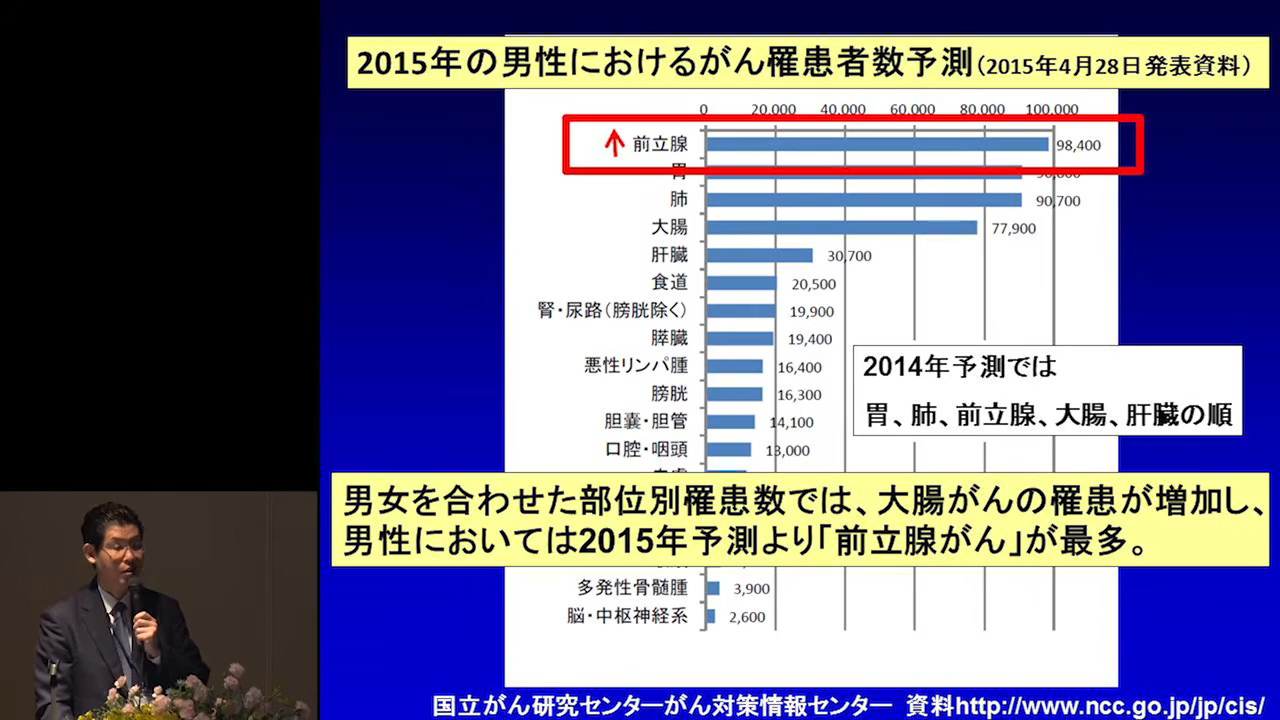 2015年の男性におけるがん罹患者数予測(2015年4月28日発表資料)
0 20,000 40,000 60,000 80,000 100,000
↑ 前立腺 98,400
胃
肺 90,700
大腸 77,900
肝臓 30,700
食道 20,500
腎・尿路(膀胱除く) 19,900
膵臓 19,400
悪性リンパ腫 16,400
膀胱 16,300
胆嚢・胆管 14,100
口腔・咽頭 13,000
2014年予測では
胃、肺、前立腺、大腸、肝臓の順
男女を合わせた部位別罹患数では、大腸がんの罹患が増加し、
男性においては2015年予測より「前立腺がん」が最多。
多発性骨髄腫 3,900
脳・中枢神経系 2,600
国立がん研究センターがん対策情報センター 資料http://www.ncc.go.jp/jp/cis/